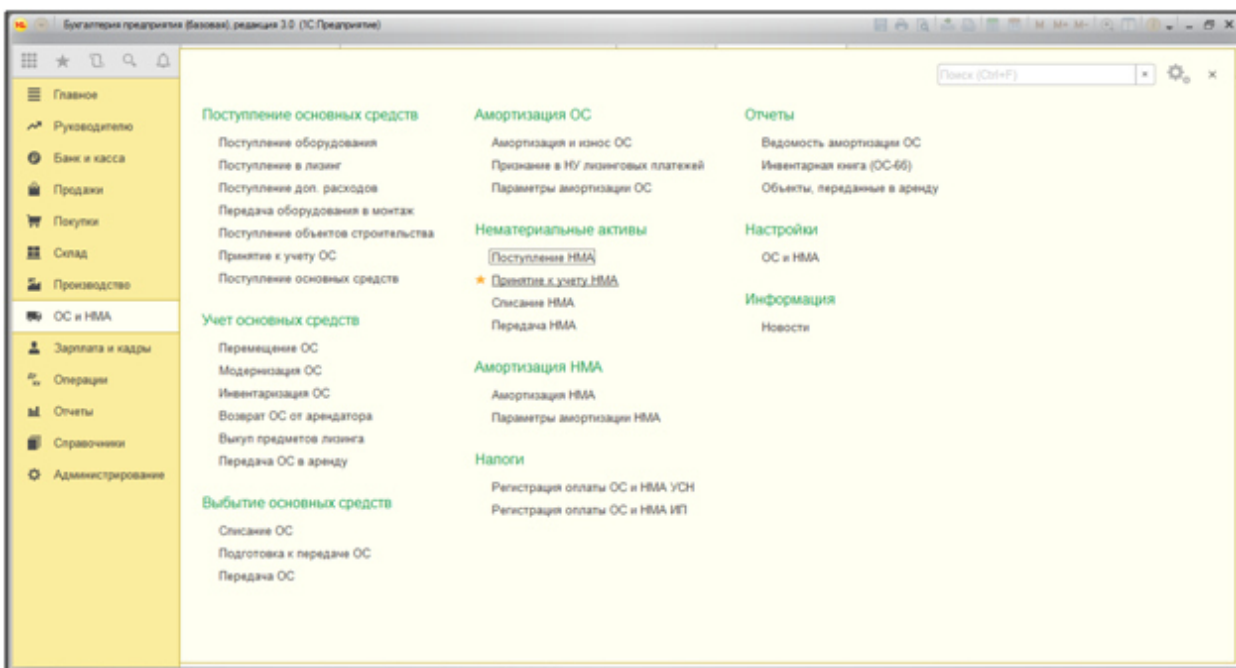 Бухгалтерия предприятия (базовая), редакция 3.0 (1С:Предприятие)
M M+ M-
Поиск (Ctrl+F)
Главное
Руководителю
Банк и касса
Продажи
Покупки
Склад
Производство
ОС и НМА
Зарплата и кадры
Операции
Отчеты
Справочники
Администрирование
Поступление основных средств
Поступление оборудования
Поступление в лизинг
Поступление доп. расходов
Передача оборудования в монтаж
Поступление объектов строительства
Принятие к учету ОС
Поступление основных средств
Учет основных средств
Перемещение ОС
Модернизация ОС
Инвентаризация ОС
Возврат ОС от арендатора
Выкуп предметов лизинга
Передача ОС в аренду
Выбытие основных средств
Списание ОС
Подготовка к передаче ОС
Передача ОС
Амортизация ОС
Амортизация и износ ОС
Признание в НУ лизинговых платежей
Параметры амортизации ОС
Нематериальные активы
Поступление НМА
Принятие к учету НМА
Списание НМА
Передача НМА
Амортизация НМА
Амортизация НМА
Параметры амортизации НМА
Налоги
Регистрация оплаты ОС и НМА УСН
Регистрация оплаты ОС и НМА ИП
Отчеты
Ведомость амортизации ОС
Инвентарная книга (ОС-6б)
Объекты, переданные в аренду
Настройки
ОС и НМА
Информация
Новости